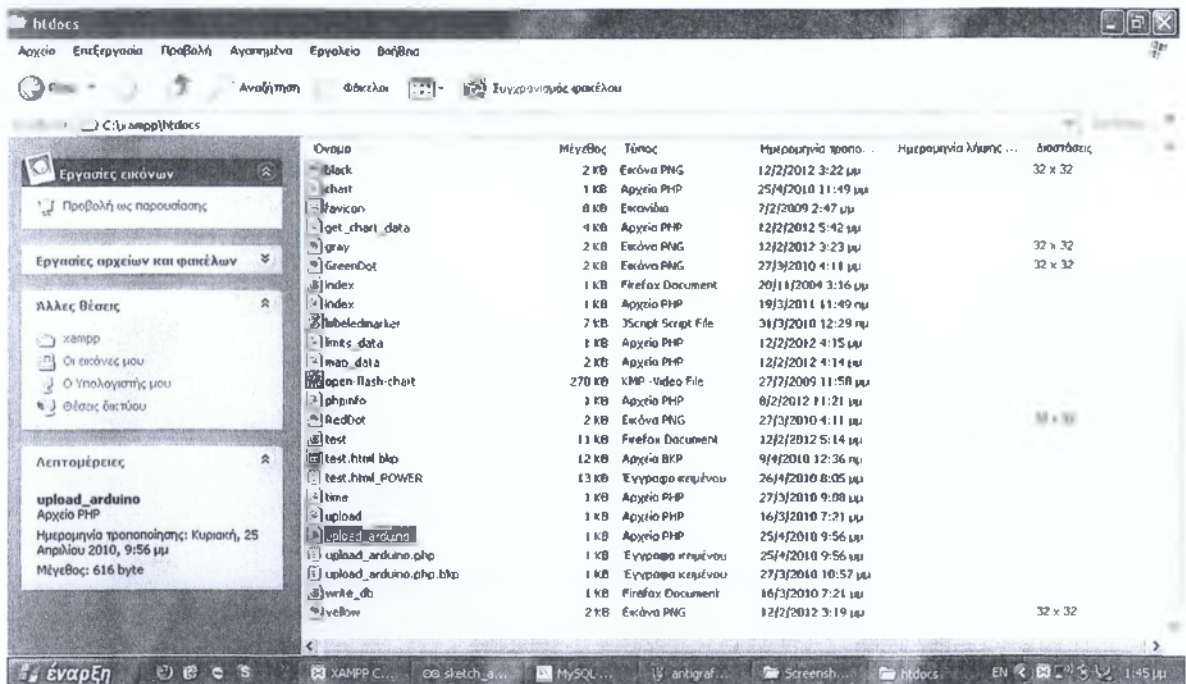 htdocs
Αρχείο Επεξεργασία Προβολή Αγαπημένα Εργαλεία Βοήθεια
Αναζήτηση Φάκελοι Συγχρονισμός φακέλου
C:\xampp\htdocs
Όνομα Μέγεθος Τύπος Ημερομηνία τροπο... Ημερομηνία λήψης ... Διαστάσεις
Εργασίες εικόνων
Προβολή ως παρουσίασης
Εργασίες αρχείων και φακέλων
Άλλες θέσεις
xampp
Οι εικόνες μου
Ο Υπολογιστής μου
Θέσεις δικτύου
Λεπτομέρειες
upload_arduino
Αρχείο PHP
Ημερομηνία τροποποίησης: Κυριακή, 25
Απριλίου 2010, 9:56 μμ
Μέγεθος: 616 byte
black 2 KB Εικόνα PNG 12/2/2012 3:22 μμ 32 x 32
chart 1 KB Αρχείο PHP 25/4/2010 11:49 μμ
favicon 8 KB Εικονίδιο 7/2/2009 2:47 μμ
get_chart_data 4 KB Αρχείο PHP 12/2/2012 5:42 μμ
gray 2 KB Εικόνα PNG 12/2/2012 3:23 μμ 32 x 32
GreenDot 2 KB Εικόνα PNG 27/3/2010 4:11 μμ 32 x 32
index 1 KB Firefox Document 20/11/2004 3:16 μμ
index 1 KB Αρχείο PHP 19/3/2011 11:49 πμ
labeledmarker 7 KB JScript Script File 31/3/2010 12:29 πμ
limits_data 1 KB Αρχείο PHP 12/2/2012 4:15 μμ
map_data 2 KB Αρχείο PHP 12/2/2012 4:14 μμ
open-flash-chart 270 KB KMP - Video File 27/7/2009 11:58 μμ
phpinfo 1 KB Αρχείο PHP 8/2/2012 11:21 μμ
RedDot 2 KB Εικόνα PNG 27/3/2010 4:11 μμ
test 11 KB Firefox Document 12/2/2012 5:14 μμ
test.html.bkp 12 KB Αρχείο BKP 9/4/2010 12:36 πμ
test.html_POWER 13 KB Έγγραφο κειμένου 26/4/2010 8:05 μμ
time 1 KB Αρχείο PHP 27/3/2010 9:08 μμ
upload 1 KB Αρχείο PHP 16/3/2010 7:21 μμ
upload_arduino 1 KB Αρχείο PHP 25/4/2010 9:56 μμ
upload_arduino.php 1 KB Έγγραφο κειμένου 25/4/2010 9:56 μμ
upload_arduino.php.bkp 1 KB Έγγραφο κειμένου 27/3/2010 10:57 μμ
write_db 1 KB Firefox Document 16/3/2010 7:21 μμ
yellow 2 KB Εικόνα PNG 12/2/2012 3:19 μμ 32 x 32
έναρξη XAMPP C... sketch_a... MySQL ... antigraf... Screensh... htdocs EN 1:45 μμ